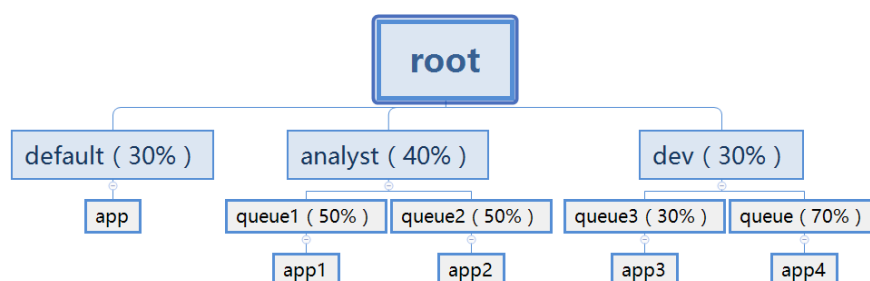 root
default（30%）
analyst（40%）
dev（30%）
app
queue1（50%）
queue2（50%）
queue3（30%）
queue（70%）
app1
app2
app3
app4